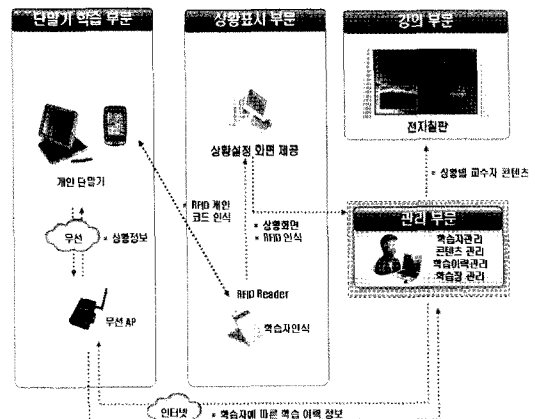 단말기 학습 부문
개인 단말기
무선
* 상황정보
무선 AP
상황표시 부문
상황설정 화면 제공
* RFID 개인
코드 인식
* 상황화면
* RFID 인식
RFID Reader
학습자인식
강의 부문
전자칠판
* 상황별 교수자 컨텐츠
관리 부문
학습자관리
콘텐츠 관리
학습이력관리
학습장 관리
인터넷
* 학습자에 따른 학습 이력 정보